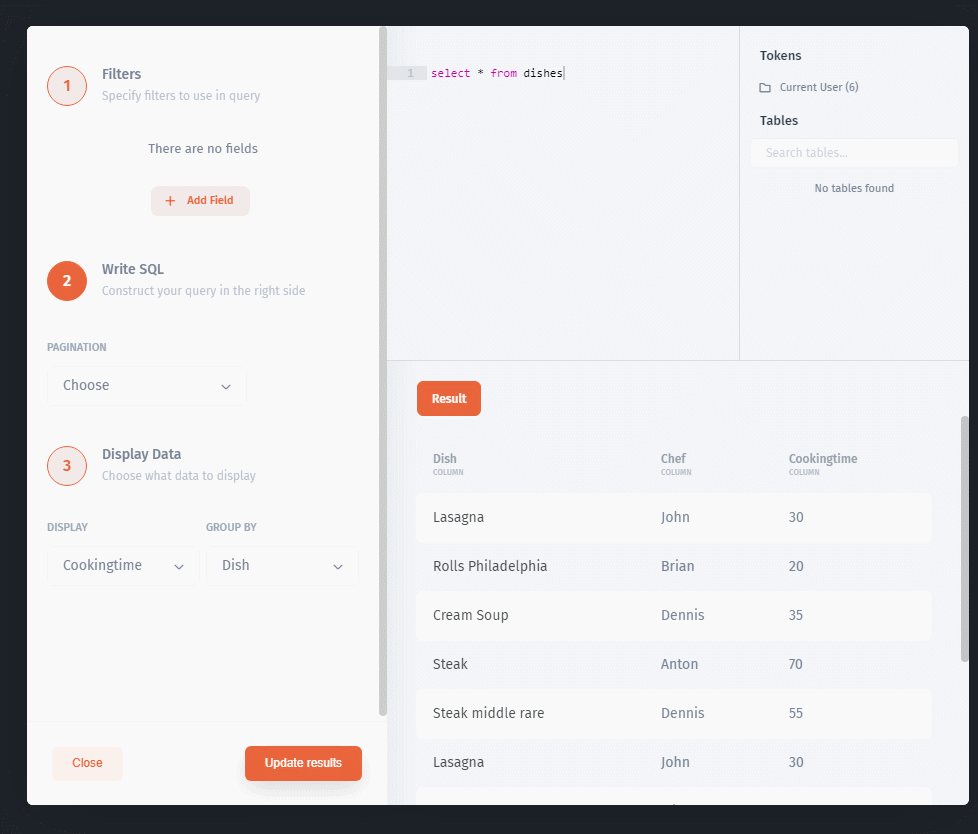 1
Filters
Specify filters to use in query
There are no fields
+ Add Field
2
Write SQL
Construct your query in the right side
PAGINATION
Choose
3
Display Data
Choose what data to display
DISPLAY GROUP BY
Cookingtime Dish
Close Update results
1 select * from dishes
Tokens
Current User (6)
Tables
Search tables...
No tables found
Result
Dish Chef Cookingtime
COLUMN COLUMN COLUMN
Lasagna John 30
Rolls Philadelphia Brian 20
Cream Soup Dennis 35
Steak Anton 70
Steak middle rare Dennis 55
Lasagna John 30